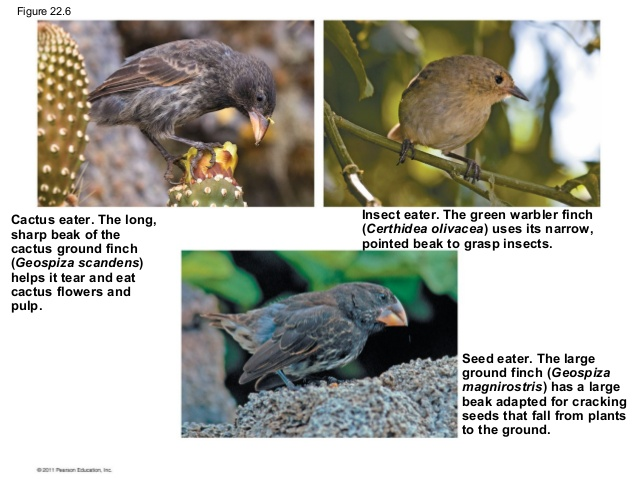 Figure 22.6
Cactus eater. The long,
sharp beak of the
cactus ground finch
(Geospiza scandens)
helps it tear and eat
cactus flowers and
pulp.
Insect eater. The green warbler finch
(Certhidea olivacea) uses its narrow,
pointed beak to grasp insects.
Seed eater. The large
ground finch (Geospiza
magnirostris) has a large
beak adapted for cracking
seeds that fall from plants
to the ground.
© 2011 Pearson Education, Inc.